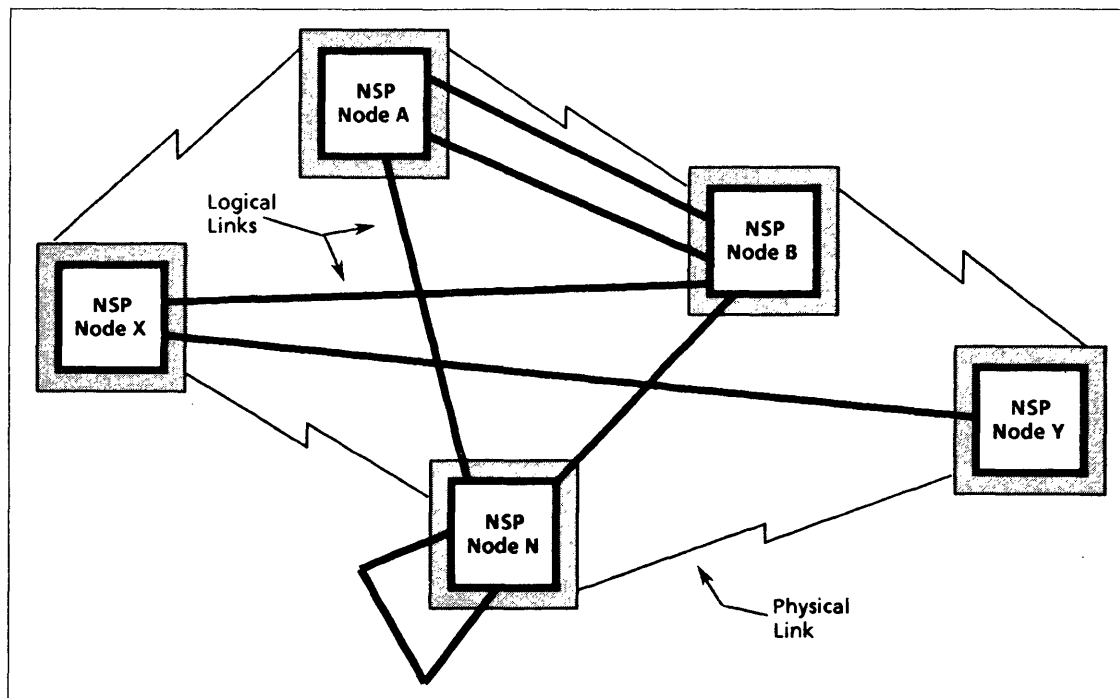 NSP
Node A
Logical
Links
NSP
Node B
NSP
Node X
NSP
Node Y
NSP
Node N
Physical
Link